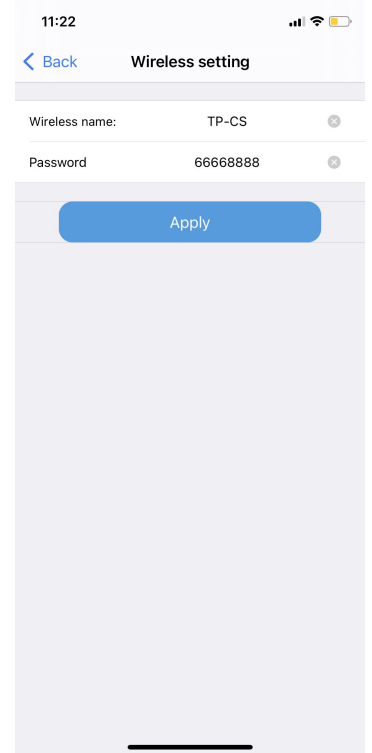 11:22
Back Wireless setting
Wireless name: TP-CS
Password 66668888
Apply